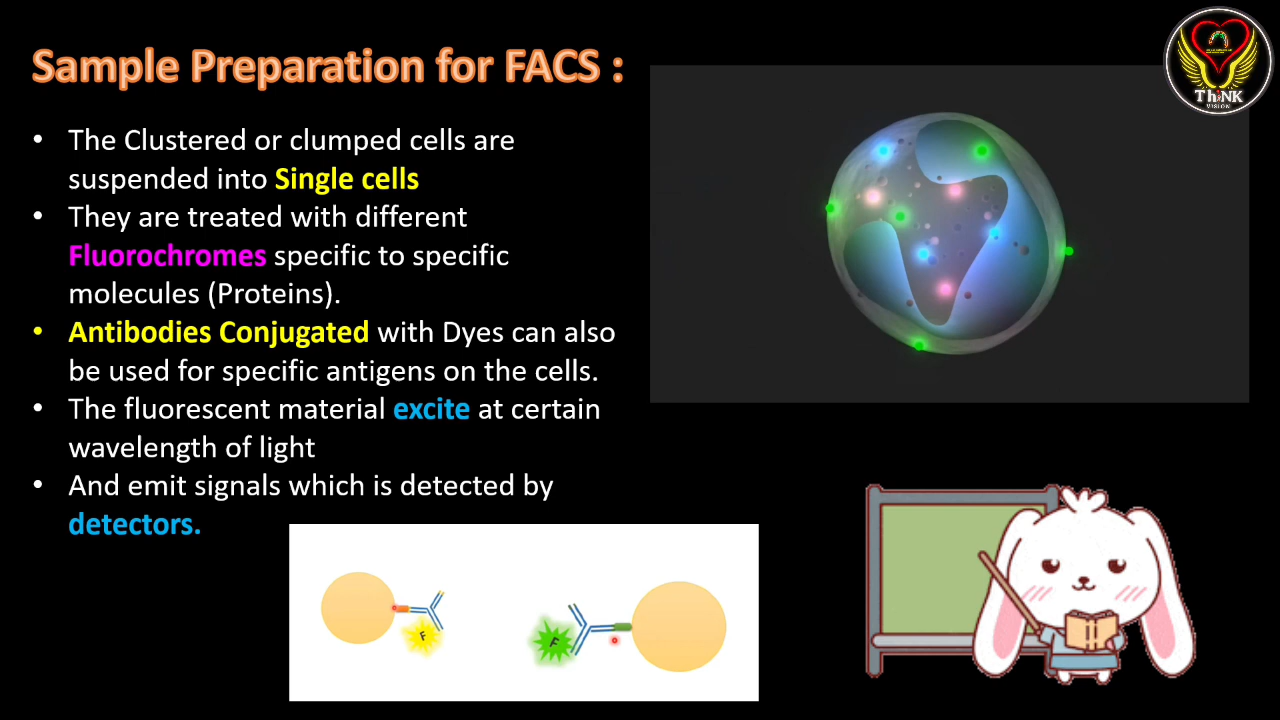 Sample Preparation for FACS :
• The Clustered or clumped cells are
suspended into Single cells
• They are treated with different
Fluorochromes specific to specific
molecules (Proteins).
• Antibodies Conjugated with Dyes can also
be used for specific antigens on the cells.
• The fluorescent material excite at certain
wavelength of light
• And emit signals which is detected by
detectors.
F
F
ThiNK
VISION